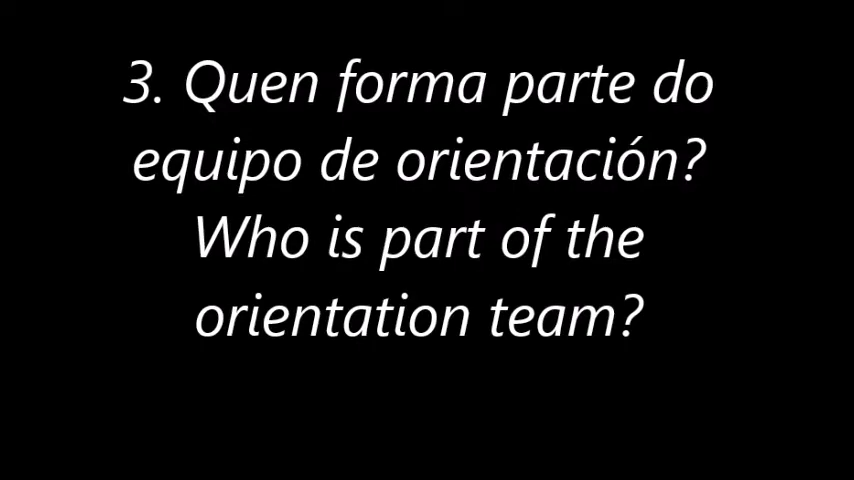 3. Quen forma parte do
equipo de orientación?
Who is part of the
orientation team?